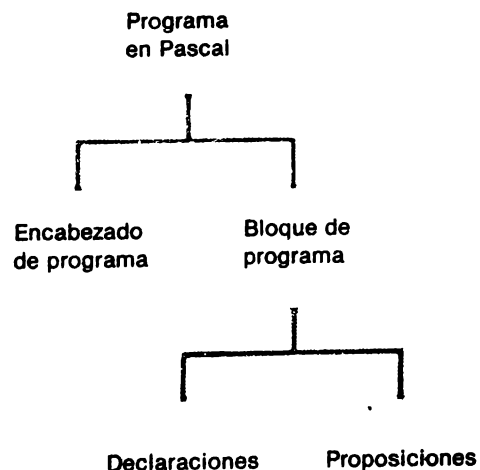 Programa
en Pascal
Encabezado
de programa
Bloque de
programa
Declaraciones
Proposiciones